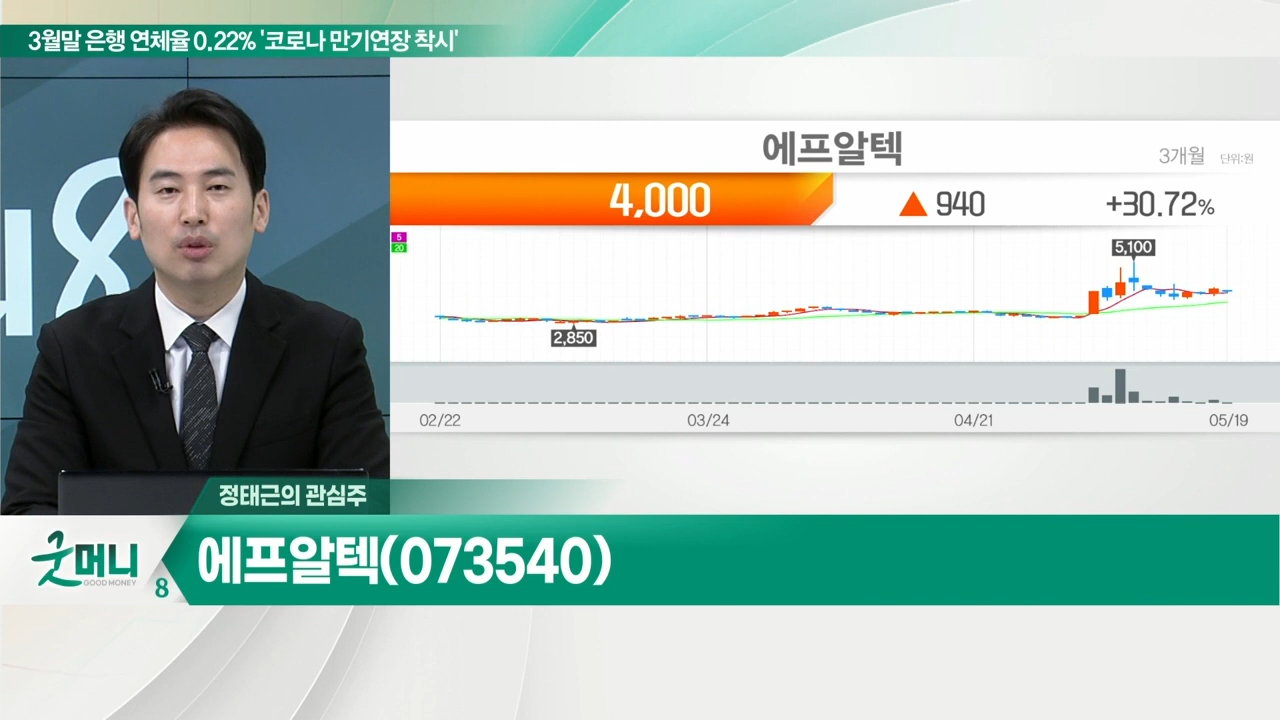 3월말 은행 연체율 0.22% '코로나 만기연장 착시'
에프알텍
3개월 단위:원
4,000 ▲ 940 +30.72%
5
20
5,100
2,850
02/22 03/24 04/21 05/19
정태근의 관심주
굿머니
GOOD MONEY
8
에프알텍(073540)